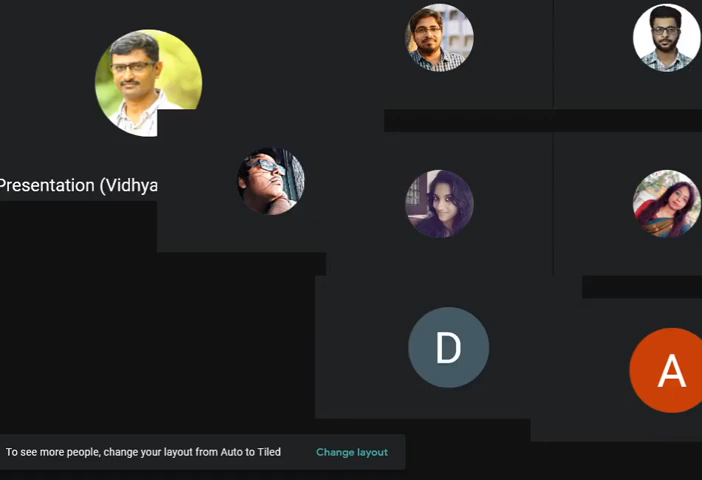 Presentation (Vidhya
D
A
To see more people, change your layout from Auto to Tiled
Change layout